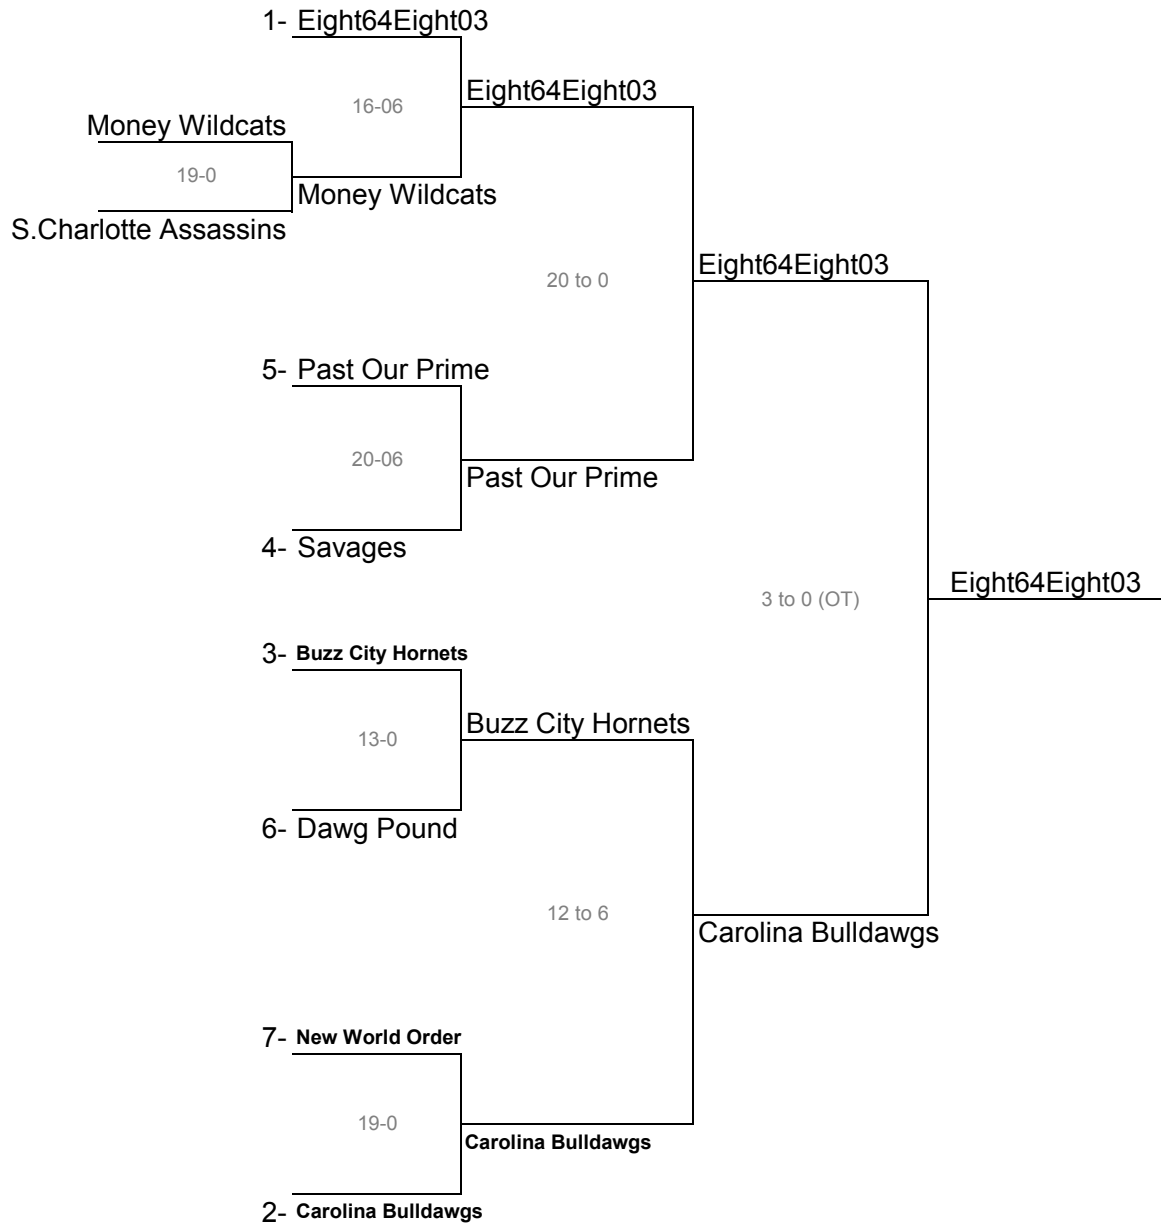 1- Eight64Eight03
16-06
Eight64Eight03
Money Wildcats
19-0
Money Wildcats
S.Charlotte Assassins
20 to 0
Eight64Eight03
5- Past Our Prime
20-06
Past Our Prime
4- Savages
3 to 0 (OT)
Eight64Eight03
3- Buzz City Hornets
13-0
Buzz City Hornets
6- Dawg Pound
12 to 6
Carolina Bulldawgs
7- New World Order
19-0
Carolina Bulldawgs
2- Carolina Bulldawgs